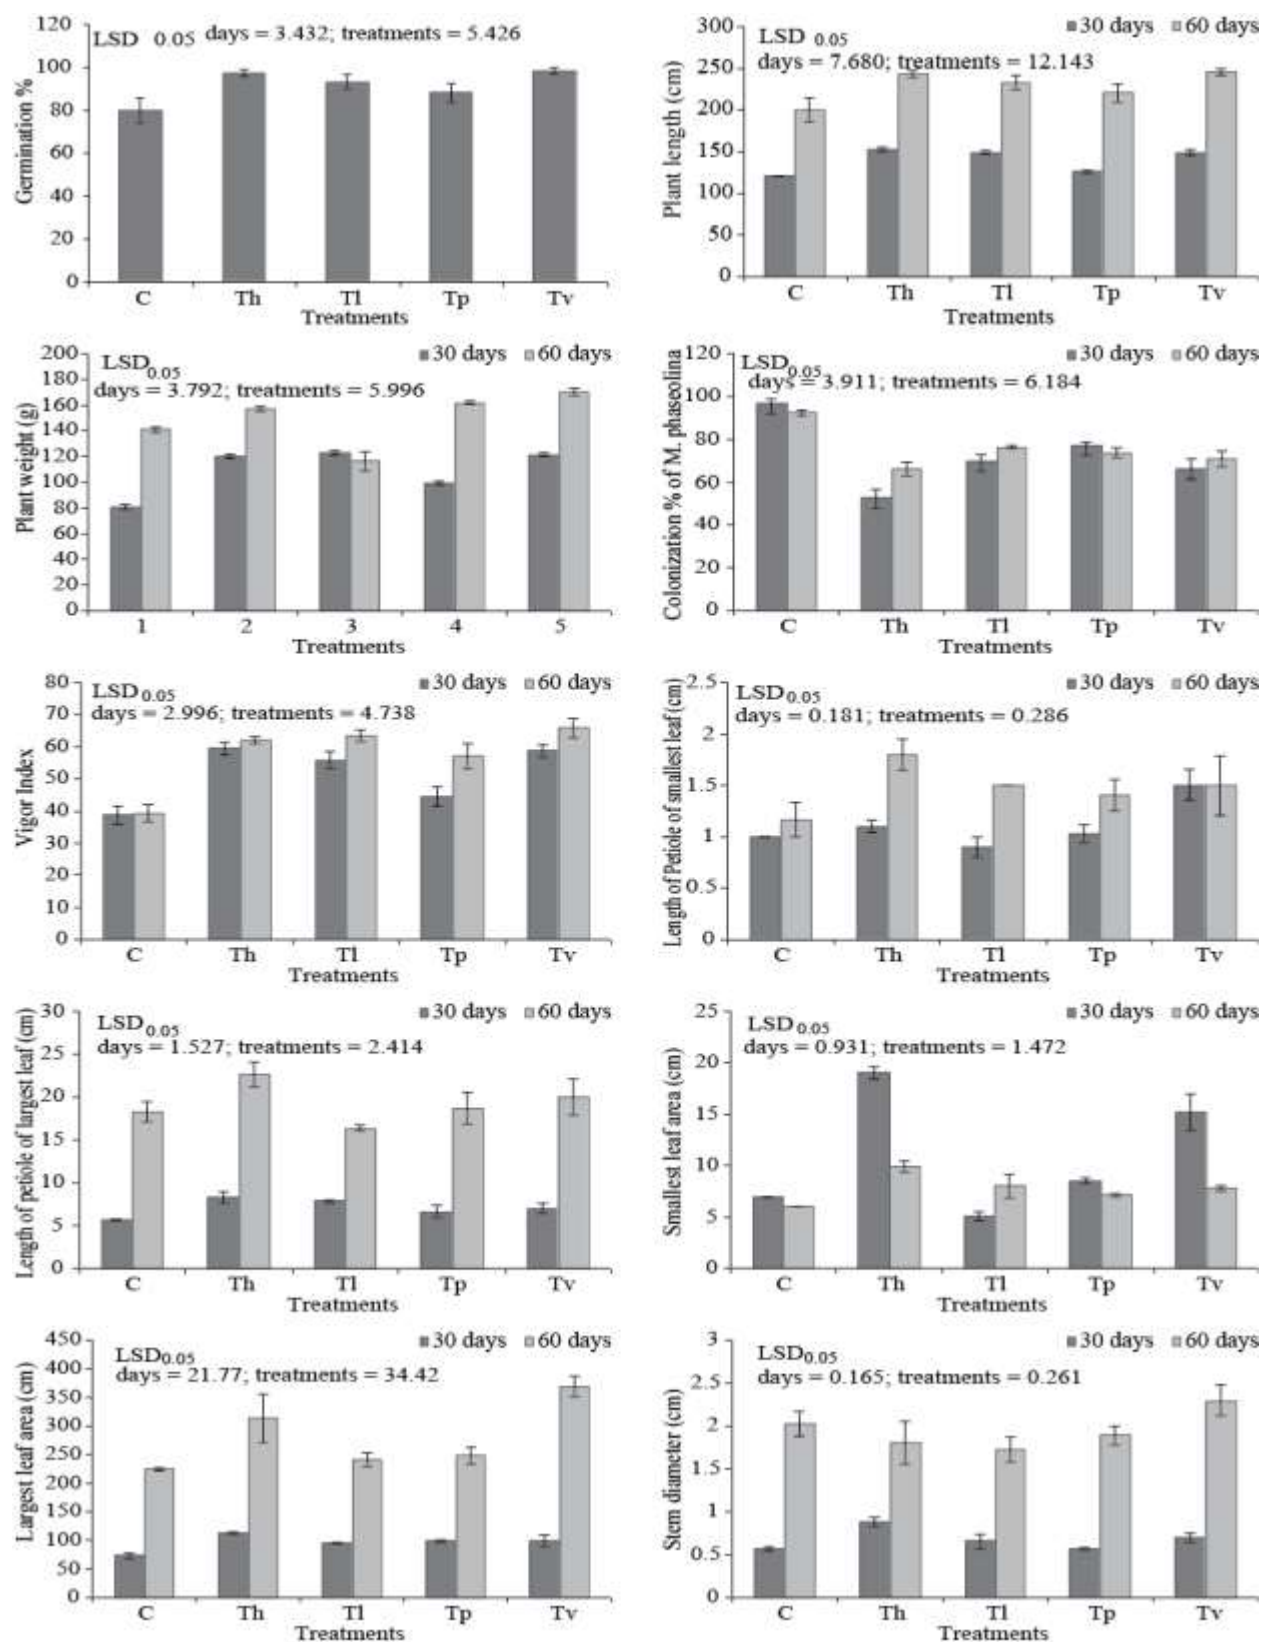 120
100
80
60
40
20
0
Germination %
LSD 0.05 days = 3.432; treatments = 5.426
C Th Tl Tp Tv
Treatments
300
250
200
150
100
50
0
Plant length (cm)
30 days 60 days
LSD 0.05
days = 7.680; treatments = 12.143
C Th Tl Tp Tv
Treatments
200
180
160
140
120
100
80
60
40
20
0
Plant weight (g)
30 days 60 days
LSD0.05
days = 3.792; treatments = 5.996
1 2 3 4 5
Treatments
120
100
80
60
40
20
0
Colonization % of M. phaseolina
30 days 60 days
LSD0.05
days = 3.911; treatments = 6.184
C Th Tl Tp Tv
Treatments
80
70
60
50
40
30
20
10
0
Vigor Index
30 days 60 days
LSD0.05
days = 2.996; treatments = 4.738
C Th Tl Tp Tv
Treatments
2.5
2
1.5
1
0.5
0
Length of Petiole of smallest leaf (cm)
30 days 60 days
LSD0.05
days = 0.181; treatments = 0.286
C Th Tl Tp Tv
Treatments
30
25
20
15
10
5
0
Length of petiole of largest leaf (cm)
30 days 60 days
LSD0.05
days = 1.527; treatments = 2.414
C Th Tl Tp Tv
Treatments
25
20
15
10
5
0
Smallest leaf area (cm)
30 days 60 days
LSD0.05
days = 0.931; treatments = 1.472
C Th Tl Tp Tv
Treatments
450
400
350
300
250
200
150
100
50
0
Largest leaf area (cm)
30 days 60 days
LSD0.05
days = 21.77; treatments = 34.42
C Th Tl Tp Tv
Treatments
3
2.5
2
1.5
1
0.5
0
Stem diameter (cm)
30 days 60 days
LSD0.05
days = 0.165; treatments = 0.261
C Th Tl Tp Tv
Treatments